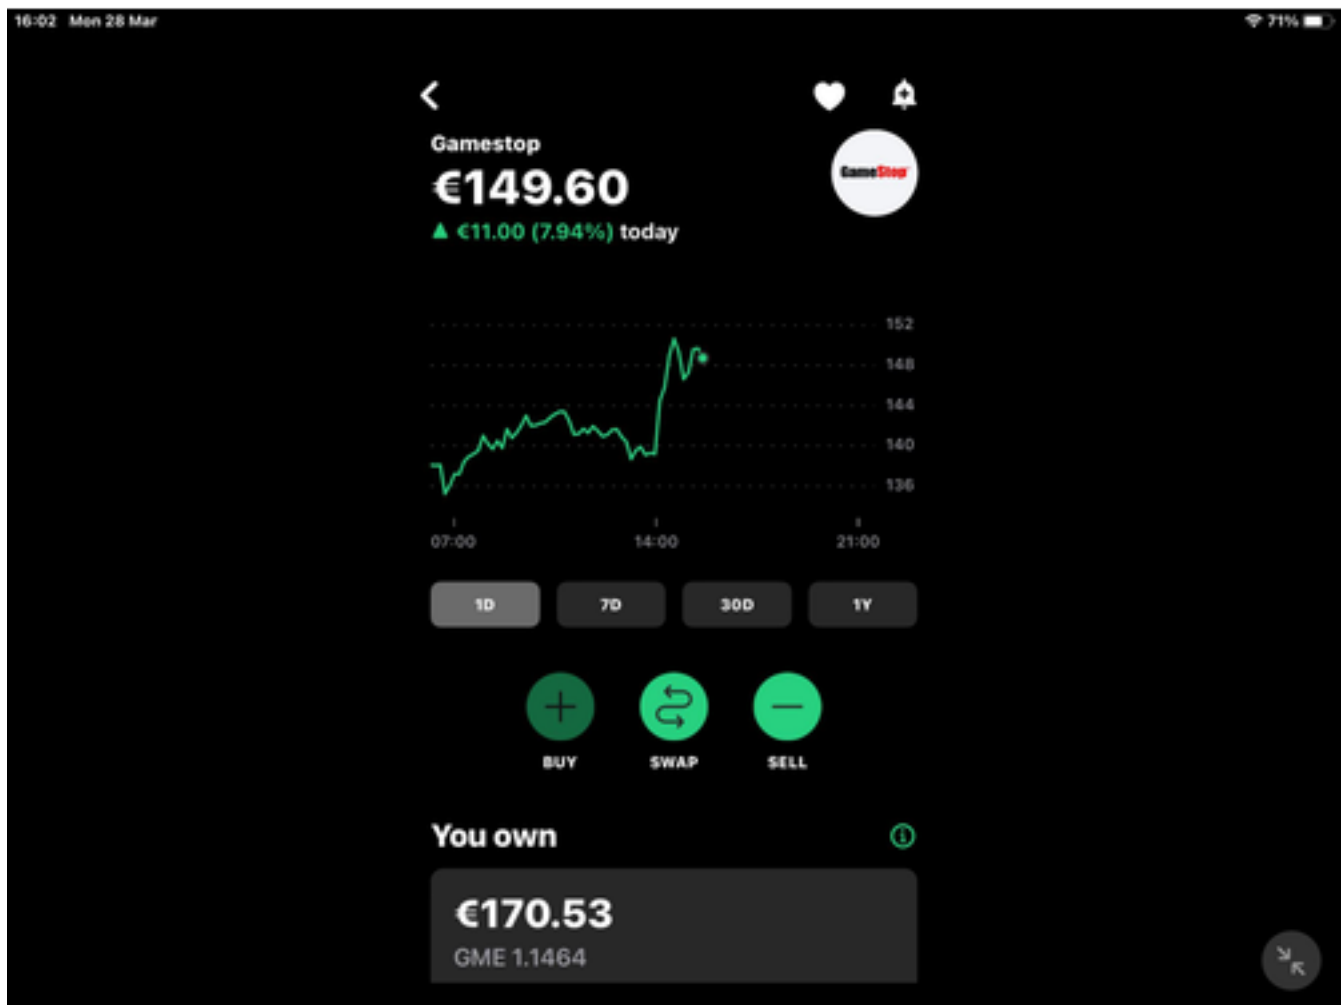 16:02 Mon 28 Mar 71%
Gamestop
€149.60
GameStop
▲ €11.00 (7.94%) today
152
148
144
140
136
07:00 14:00 21:00
1D 7D 30D 1Y
BUY SWAP SELL
You own
€170.53
GME 1.1464